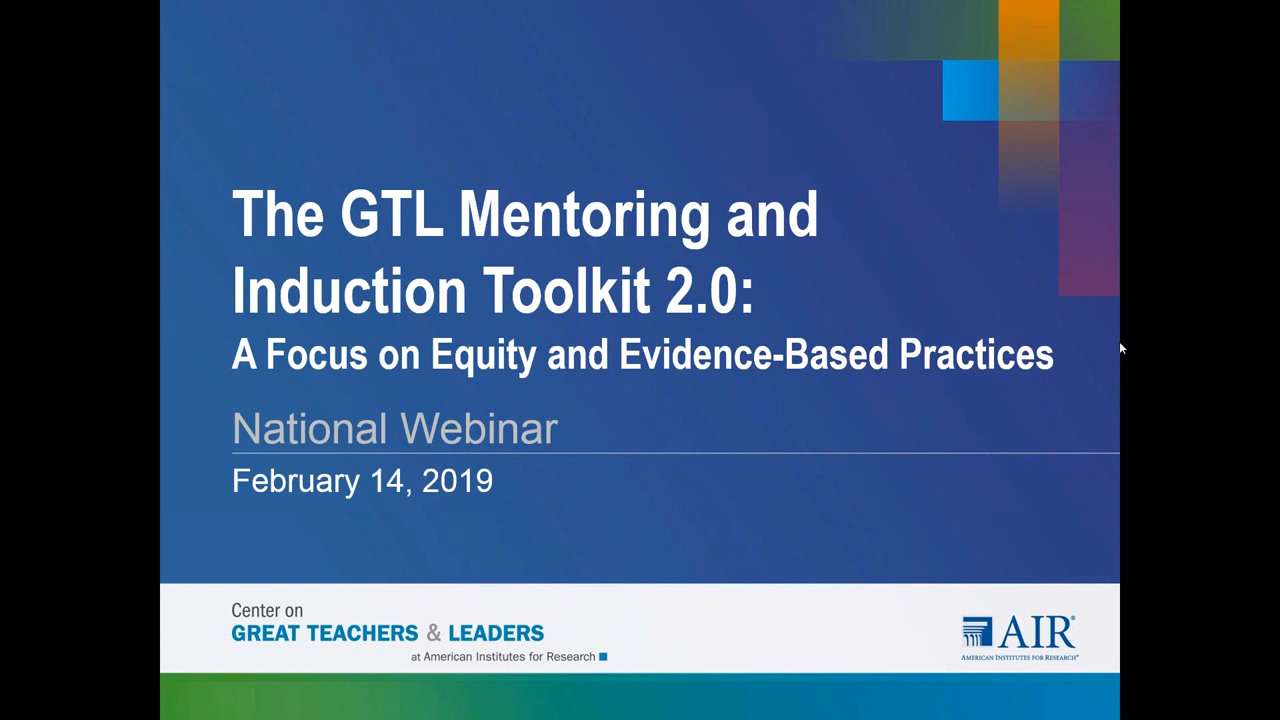 The GTL Mentoring and
Induction Toolkit 2.0:
A Focus on Equity and Evidence-Based Practices
National Webinar
February 14, 2019
Center on
GREAT TEACHERS & LEADERS
at American Institutes for Research
AIR®
AMERICAN INSTITUTES FOR RESEARCH®